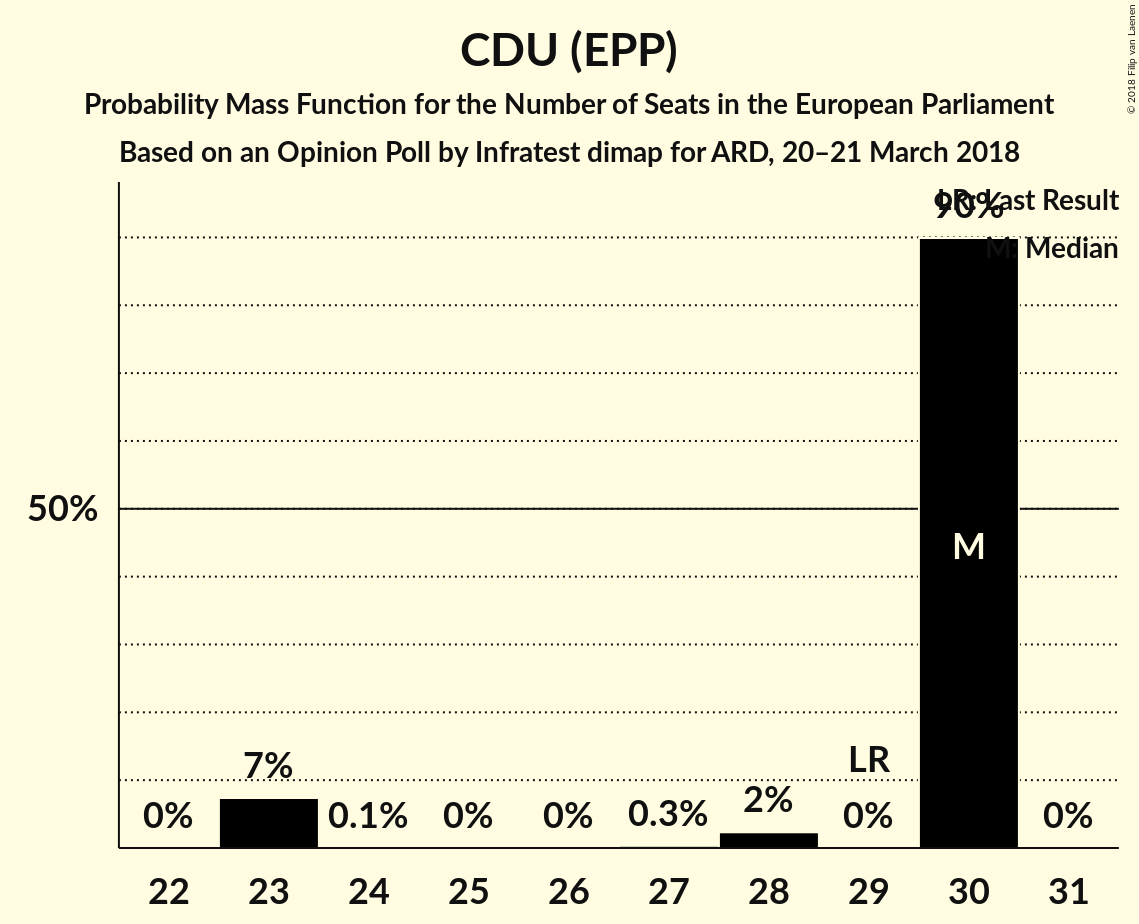 CDU (EPP)
Probability Mass Function for the Number of Seats in the European Parliament
Based on an Opinion Poll by Infratest dimap for ARD, 20–21 March 2018
© 2018 Filip van Laenen
LR: Last Result
90%
M: Median
50%
M
7%
LR
0%
0.1%
0%
0%
0.3%
2%
0%
0%
22 23 24 25 26 27 28 29 30 31